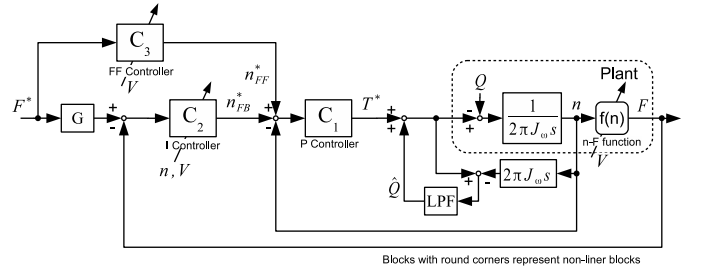 C3
FF Controller
V
n*FF
F*
G
+
-
C2
I Controller
n, V
n*FB
+
C1
P Controller
T*
+
+
Q
-
+
1
2πJωs
n
Plant
f(n)
n-F function
V
F
+
-
2πJωs
Q̂
LPF
Blocks with round corners represent non-liner blocks